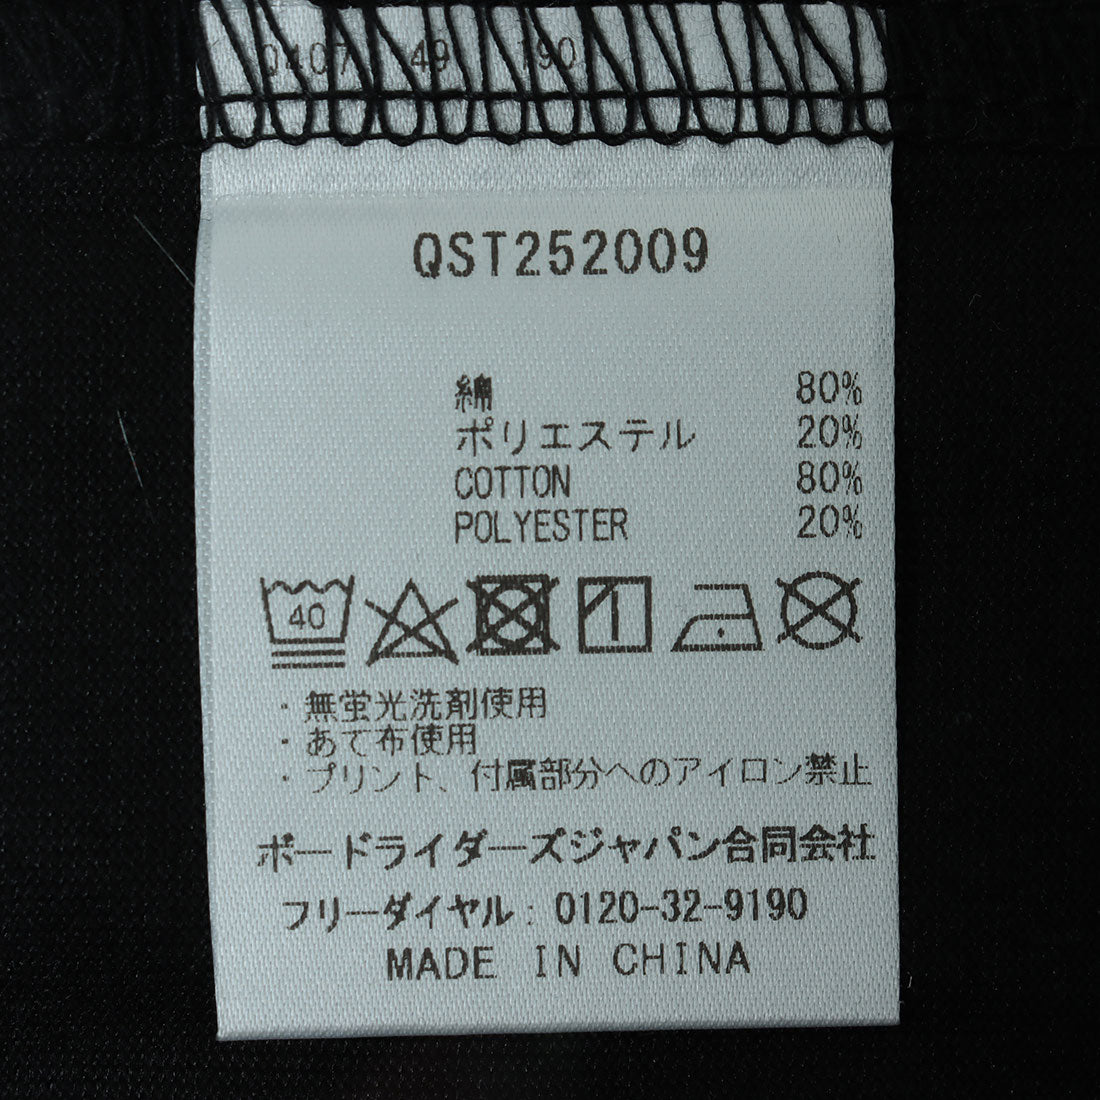 QST252009
綿 80%
ポリエステル 20%
COTTON 80%
POLYESTER 20%
40
・無蛍光洗剤使用
・あて布使用
・プリント、付属部分へのアイロン禁止
ボードライダーズジャパン合同会社
フリーダイヤル：0120-32-9190
MADE IN CHINA